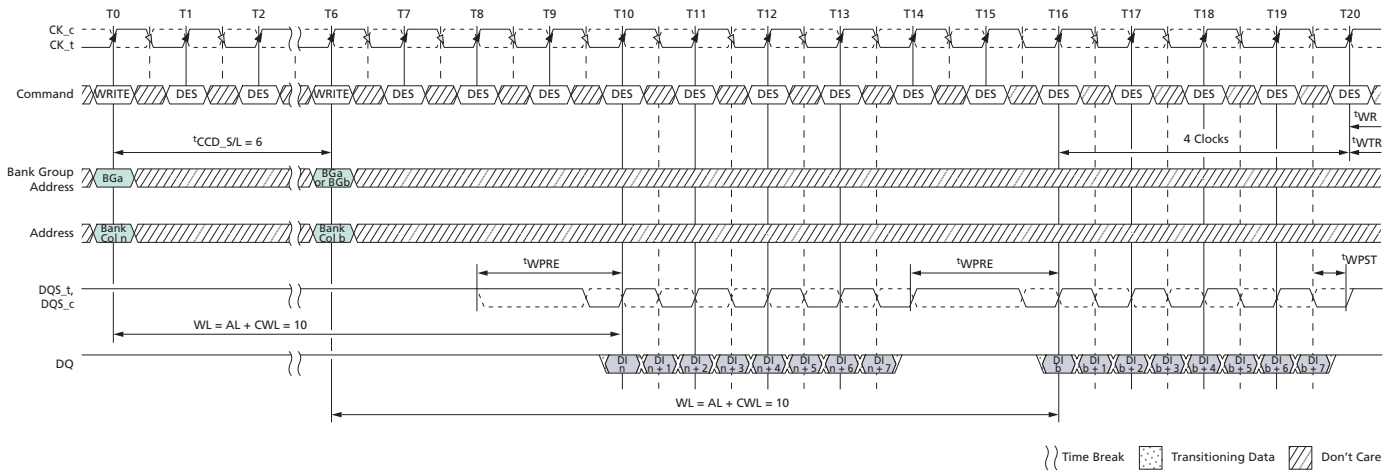 T0 T1 T2 T6 T7 T8 T9 T10 T11 T12 T13 T14 T15 T16 T17 T18 T19 T20
CK_c
CK_t
Command WRITE DES DES WRITE DES DES DES DES DES DES DES DES DES DES DES DES DES DES
tWR
tCCD_S/L = 6
4 Clocks
tWTR
Bank Group
Address
BGa
BGa
or BGb
Address
Bank
Col n
Bank
Col b
tWPRE
tWPRE
tWPST
DQS_t,
DQS_c
WL = AL + CWL = 10
DQ
DI
n
DI
n + 1
DI
n + 2
DI
n + 3
DI
n + 4
DI
n + 5
DI
n + 6
DI
n + 7
DI
b
DI
b + 1
DI
b + 2
DI
b + 3
DI
b + 4
DI
b + 5
DI
b + 6
DI
b + 7
WL = AL + CWL = 10
Time Break Transitioning Data Don't Care